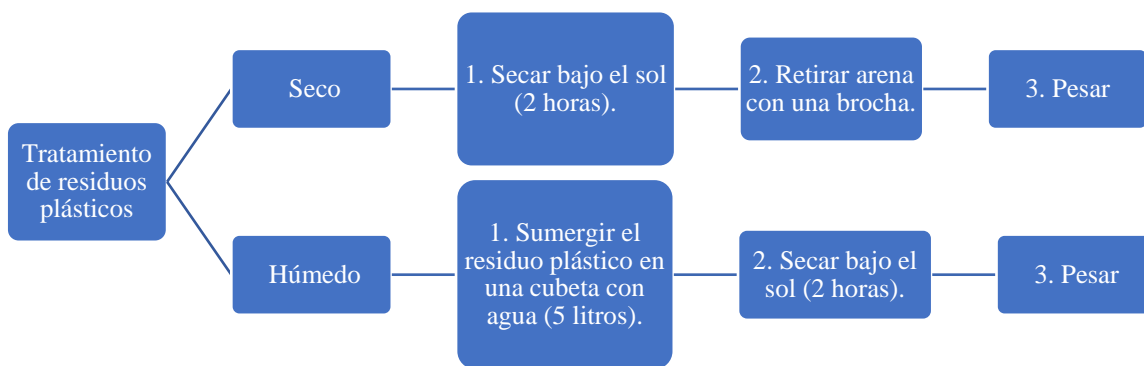 Tratamiento
de residuos
plásticos
Seco
1. Secar bajo el sol
(2 horas).
2. Retirar arena
con una brocha.
3. Pesar
Húmedo
1. Sumergir el
residuo plástico en
una cubeta con
agua (5 litros).
2. Secar bajo el
sol (2 horas).
3. Pesar